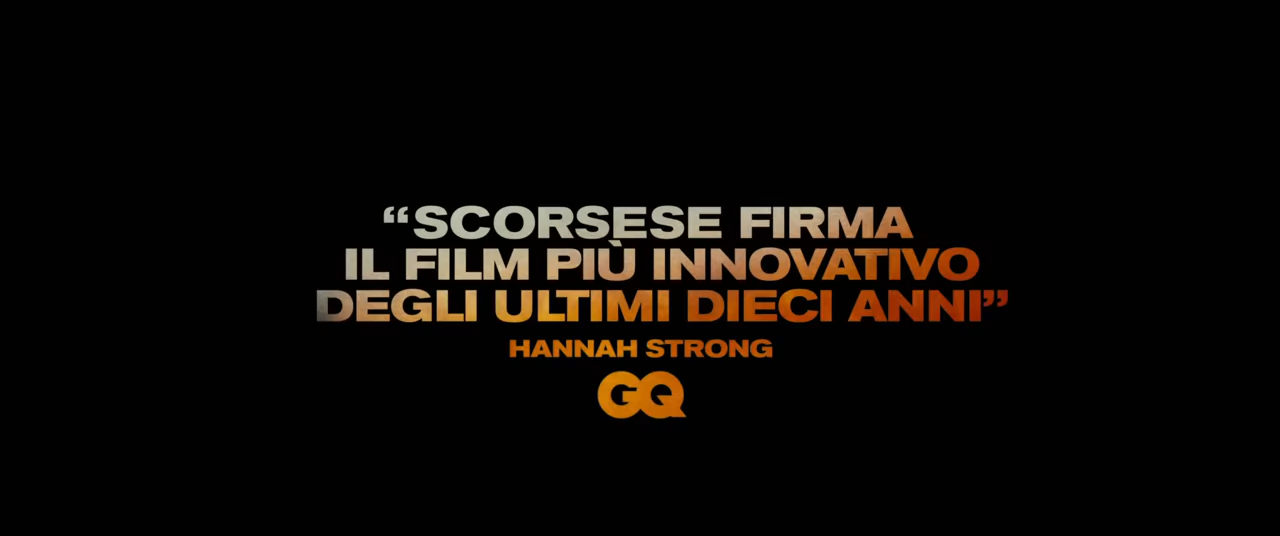 “SCORSESE FIRMA
IL FILM PIÙ INNOVATIVO
DEGLI ULTIMI DIECI ANNI”
HANNAH STRONG
GQ